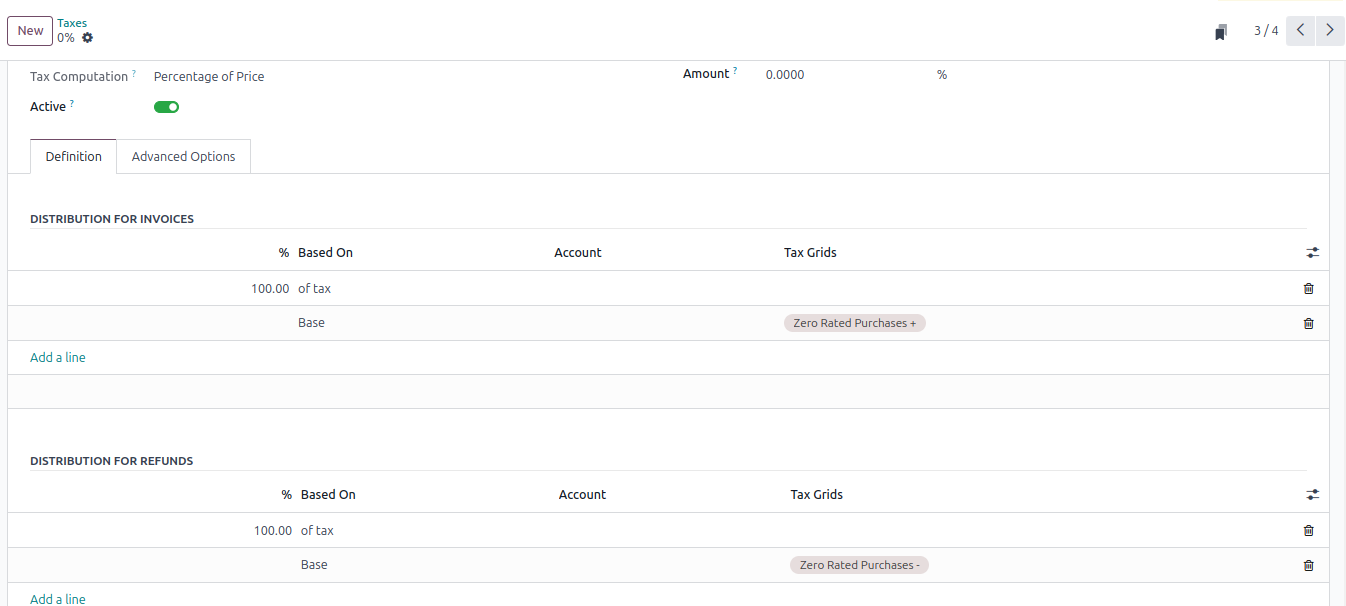 New
Taxes
0%
3 / 4
Tax Computation ? Percentage of Price
Amount ? 0.0000 %
Active ?
Definition Advanced Options
DISTRIBUTION FOR INVOICES
% Based On Account Tax Grids
100.00 of tax
Base Zero Rated Purchases +
Add a line
DISTRIBUTION FOR REFUNDS
% Based On Account Tax Grids
100.00 of tax
Base Zero Rated Purchases -
Add a line